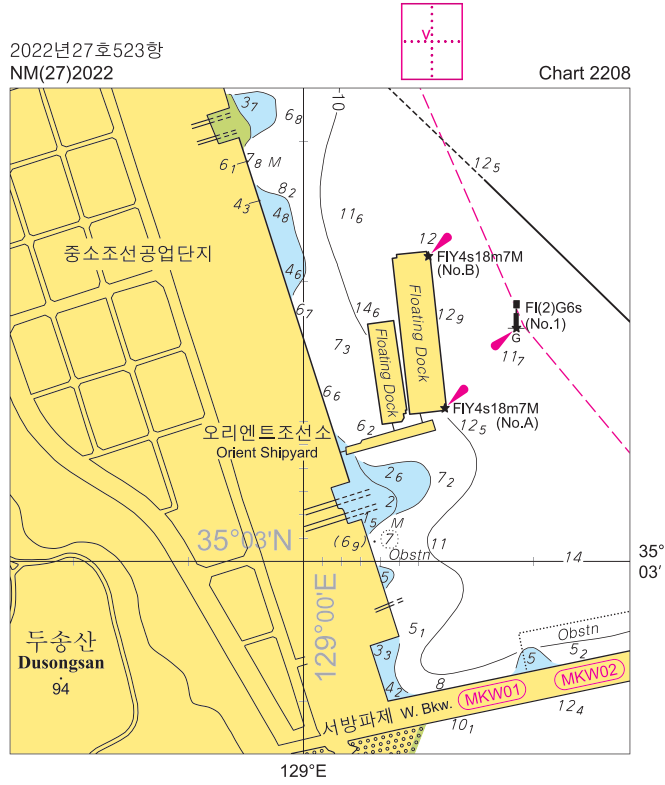 V
2022년27호523항
NM(27)2022
Chart 2208
3₇
6₈
10
12₅
6₁
7₈ M
8₂
4₃
4₈
11₆
중소조선공업단지
12
FlY4s18m7M
(No.B)
4₆
6₇
Floating Dock
14₆
12₉
Fl(2)G6s
(No.1)
G
7₃
Floating Dock
11₇
6₆
FlY4s18m7M
(No.A)
6₂
12₅
오리엔트조선소
Orient Shipyard
2₆
7₂
2
1₅
M
35°03'N
(6₉)
7
Obstn
11
14
35°
03'
5
129°00'E
두송산
Dusongsan
94
5₁
Obstn
3₃
5
5₂
4₂
8
MKW01
MKW02
서방파제 W. Bkw.
10₁
12₄
129°E